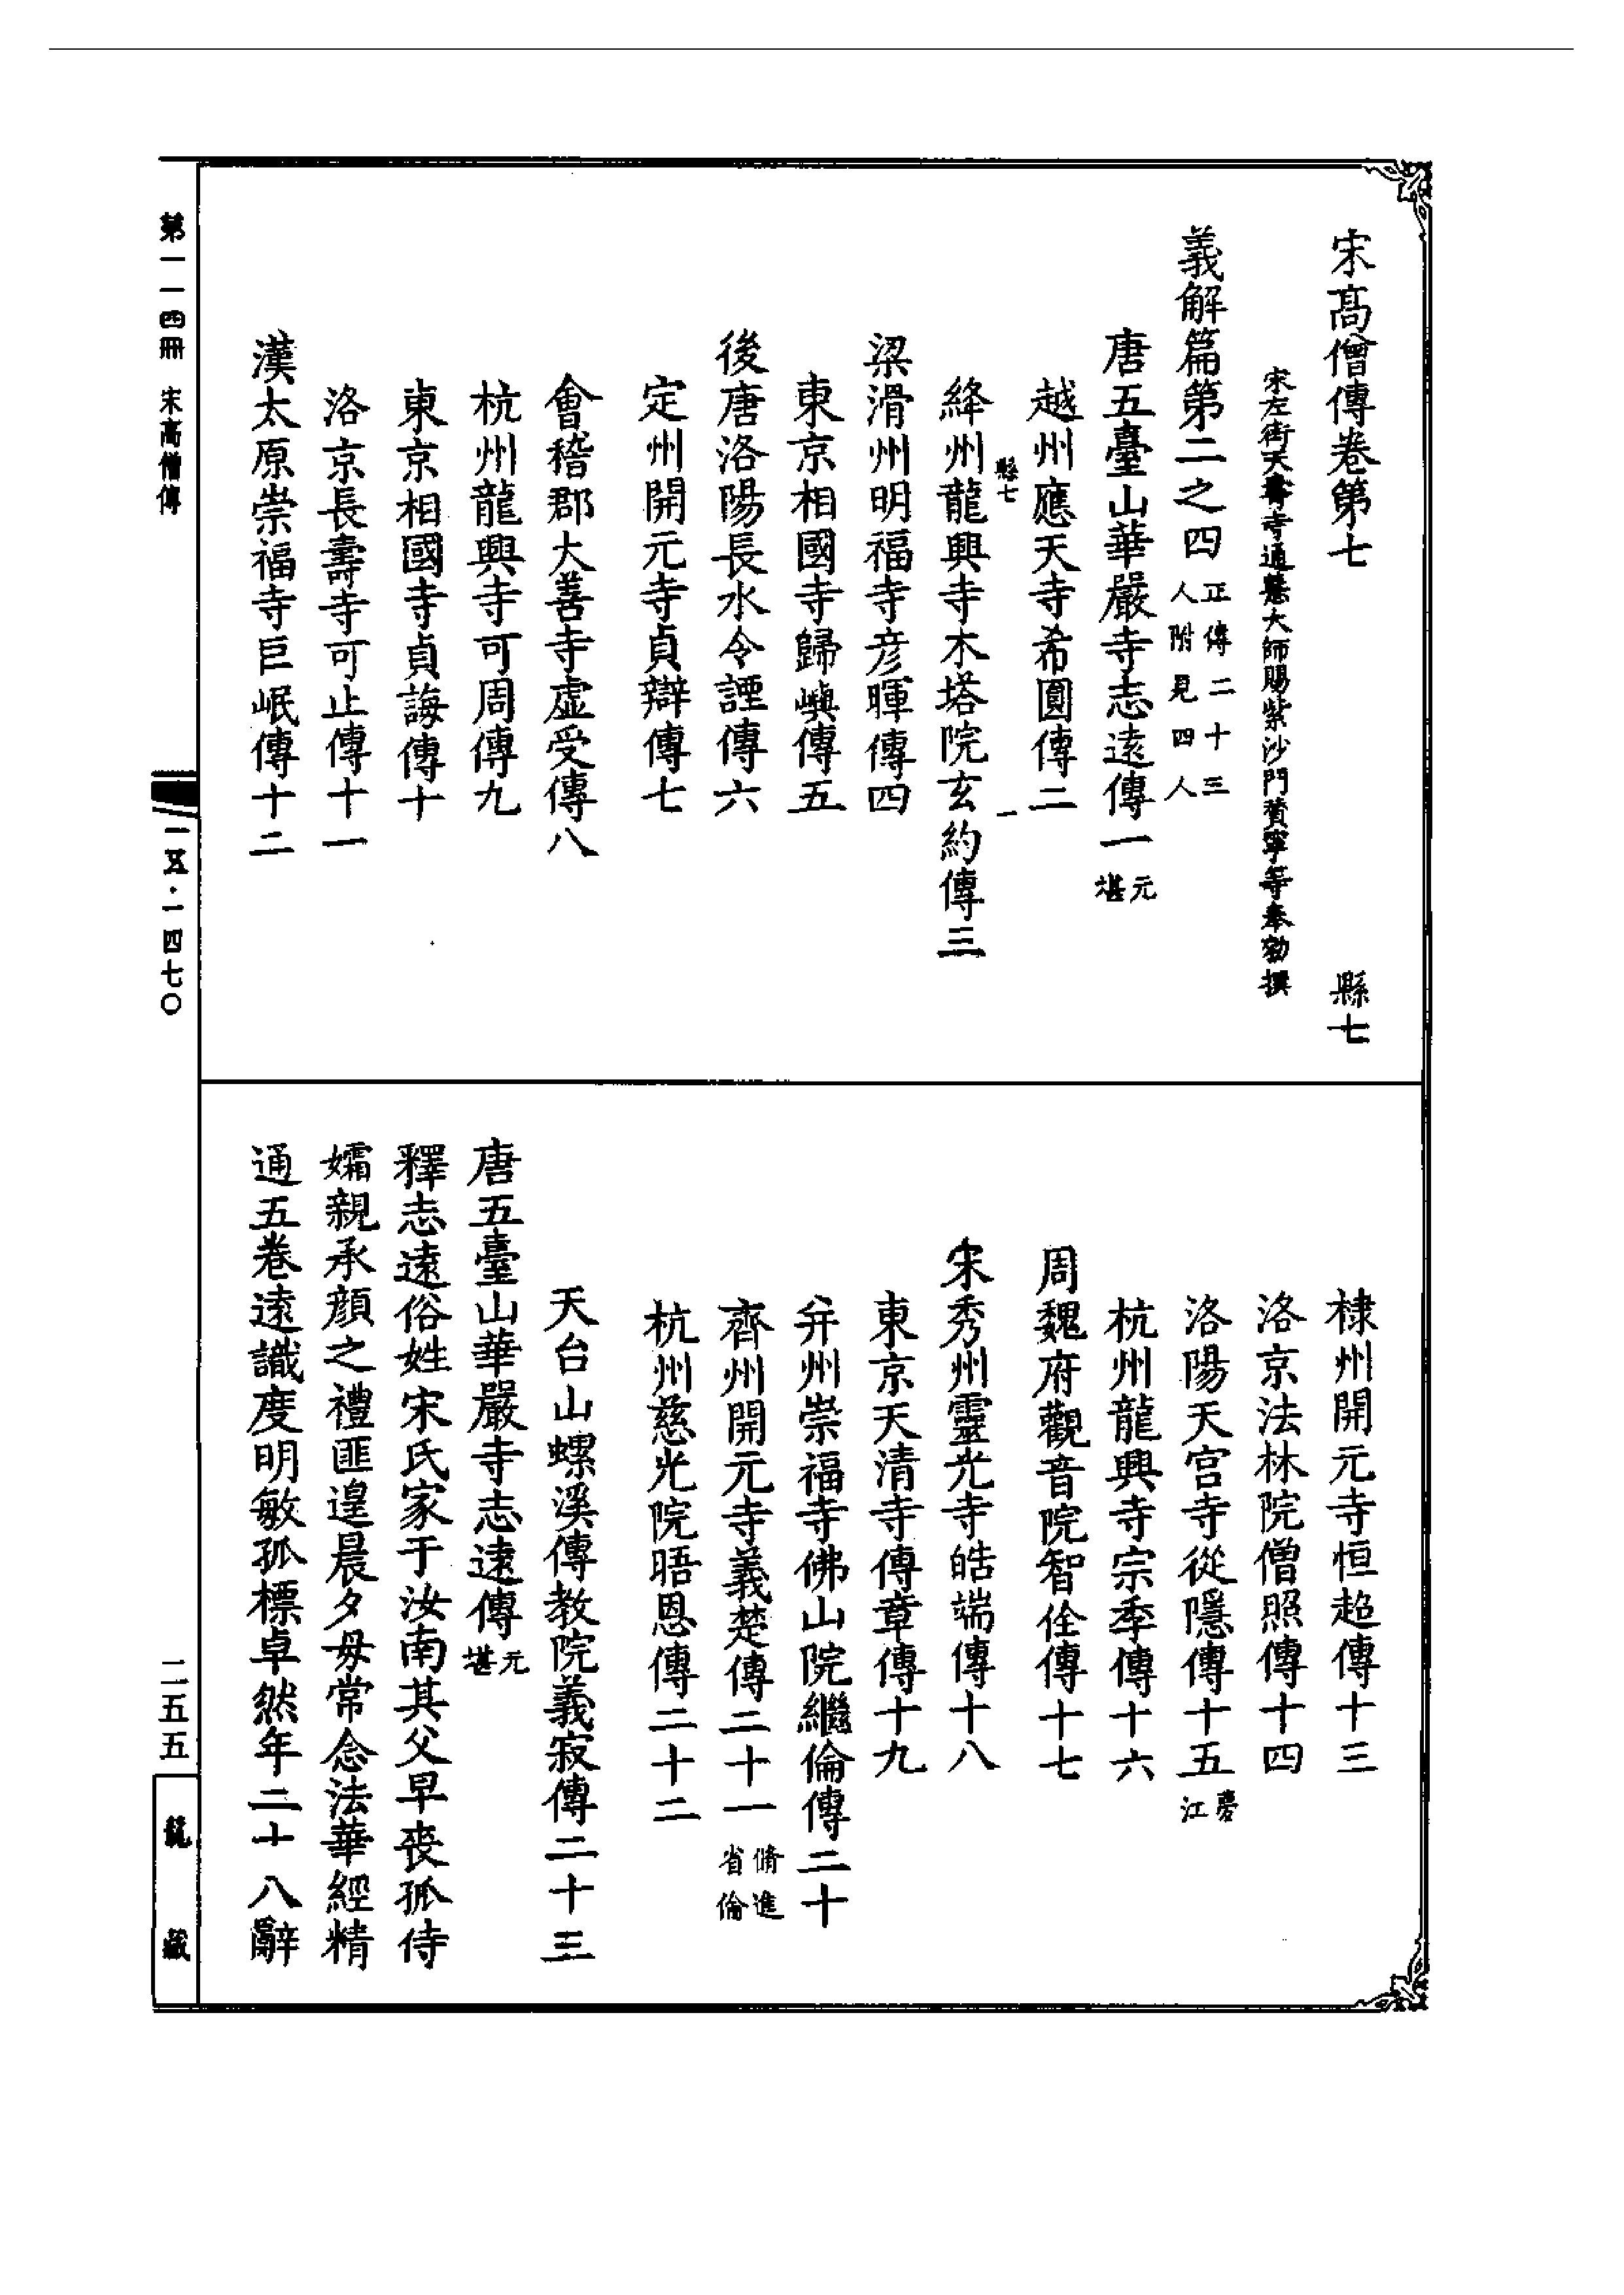 宋高僧傳卷第七　縣七
宋左街天壽寺通慧大師賜紫沙門贊寧等奉勑撰
義解篇第二之四 正傳二十三人附見四人
唐五臺山華嚴寺志遠傳一 元堪
越州應天寺希圓傳二
縣七 一
絳州龍興寺木塔院玄約傳三
梁滑州明福寺彥暉傳四
東京相國寺歸嶼傳五
後唐洛陽長水令諲傳六
定州開元寺貞辯傳七
會稽郡大善寺虛受傳八
杭州龍興寺可周傳九
東京相國寺貞誨傳十
洛京長壽寺可止傳十一
漢太原崇福寺巨岷傳十二
棣州開元寺恒超傳十三
洛京法林院僧照傳十四
洛陽天宮寺從隱傳十五 夢江
杭州龍興寺宗季傳十六
周魏府觀音院智佺傳十七
宋秀州靈光寺皓端傳十八
東京天清寺傳章傳十九
并州崇福寺佛山院繼倫傳二十
齊州開元寺義楚傳二十一 脩進省倫
杭州慈光院晤恩傳二十二
天台山螺溪傳教院義寂傳二十三
唐五臺山華嚴寺志遠傳 元堪
釋志遠俗姓宋氏家于汝南其父早喪孤侍
孀親承顏之禮匪遑晨夕毋常念法華經精
通五卷遠識度明敏孤標卓然年二十八辭
第一一四冊　宋高僧傳
一五·一四七〇
二五五
龍藏